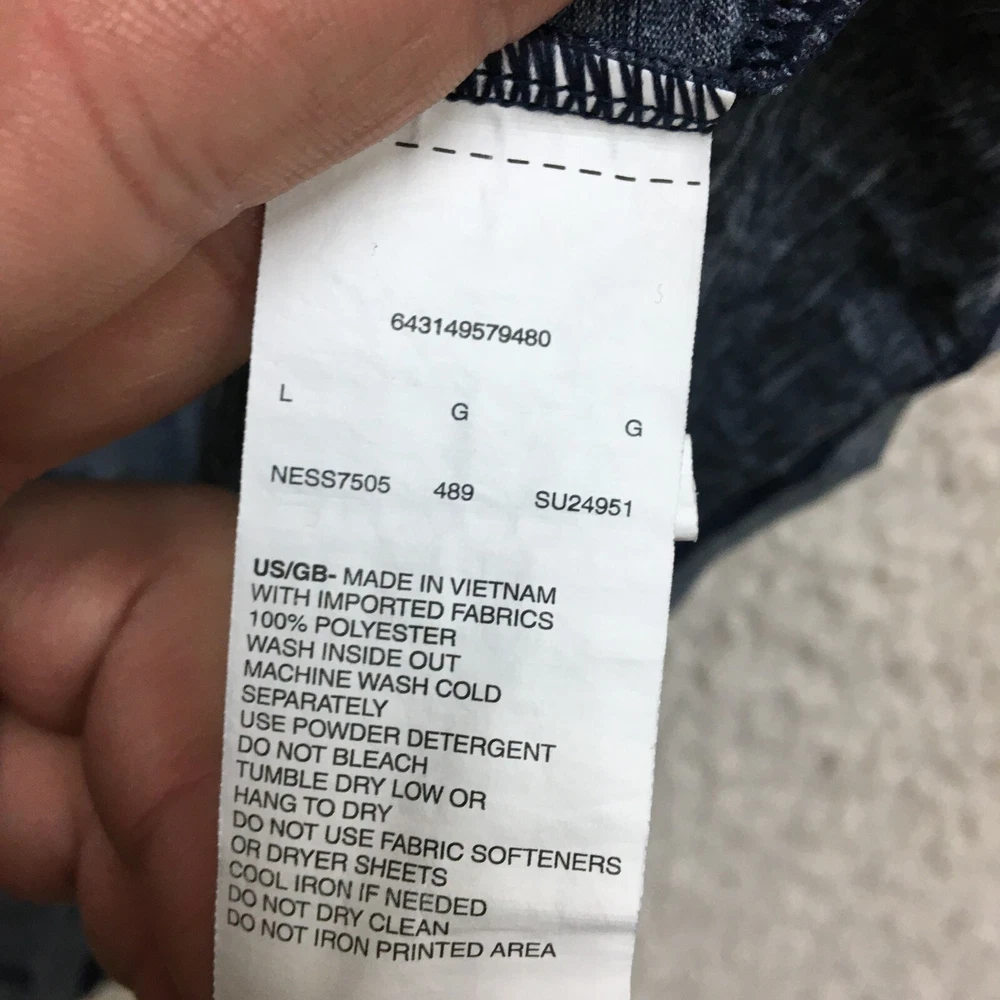 643149579480
L G G
NESS7505 489 SU24951
US/GB- MADE IN VIETNAM
WITH IMPORTED FABRICS
100% POLYESTER
WASH INSIDE OUT
MACHINE WASH COLD
SEPARATELY
USE POWDER DETERGENT
DO NOT BLEACH
TUMBLE DRY LOW OR
HANG TO DRY
DO NOT USE FABRIC SOFTENERS
OR DRYER SHEETS
COOL IRON IF NEEDED
DO NOT DRY CLEAN
DO NOT IRON PRINTED AREA